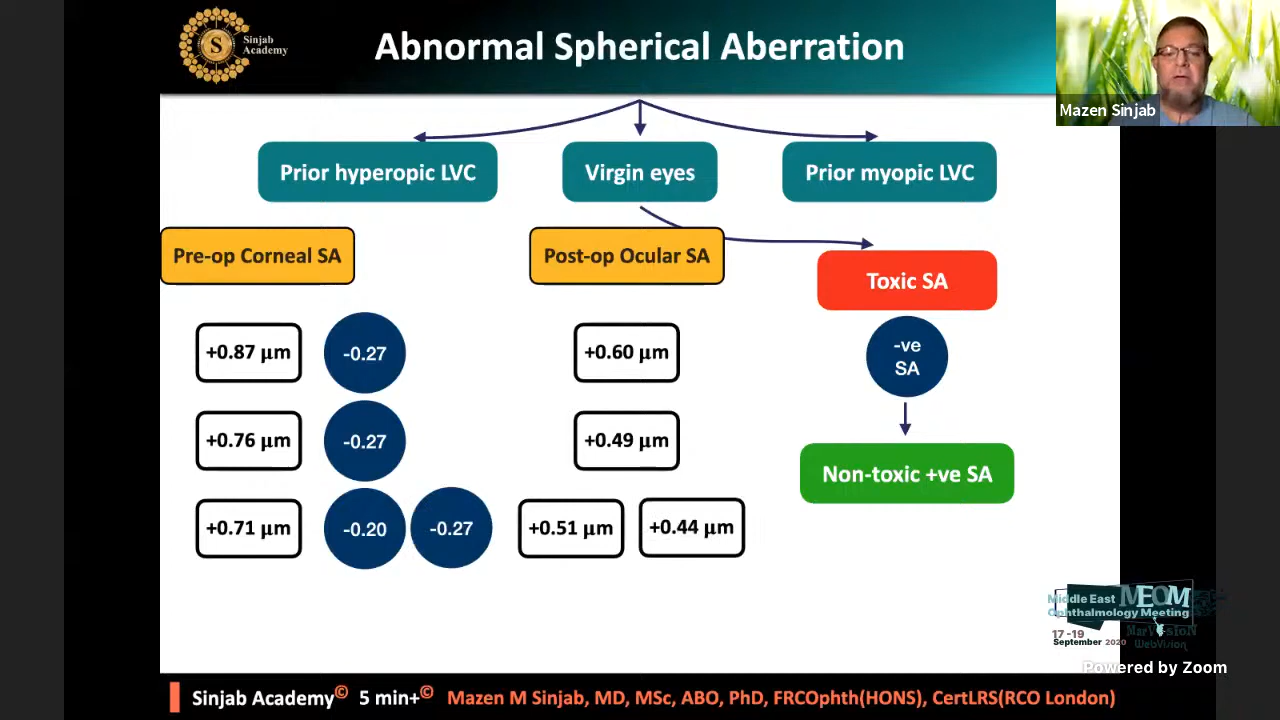 Sinjab
Academy
Abnormal Spherical Aberration
Mazen Sinjab
Prior hyperopic LVC
Virgin eyes
Prior myopic LVC
Pre-op Corneal SA
Post-op Ocular SA
Toxic SA
+0.87 μm
-0.27
+0.60 μm
-ve
SA
+0.76 μm
-0.27
+0.49 μm
Non-toxic +ve SA
+0.71 μm
-0.20
-0.27
+0.51 μm
+0.44 μm
Middle East
MEOM
Ophthalmology Meeting
17-19
September 2020
MarVision
WebVision
Powered by Zoom
Sinjab Academy© 5 min+© Mazen M Sinjab, MD, MSc, ABO, PhD, FRCOphth(HONS), CertLRS(RCO London)